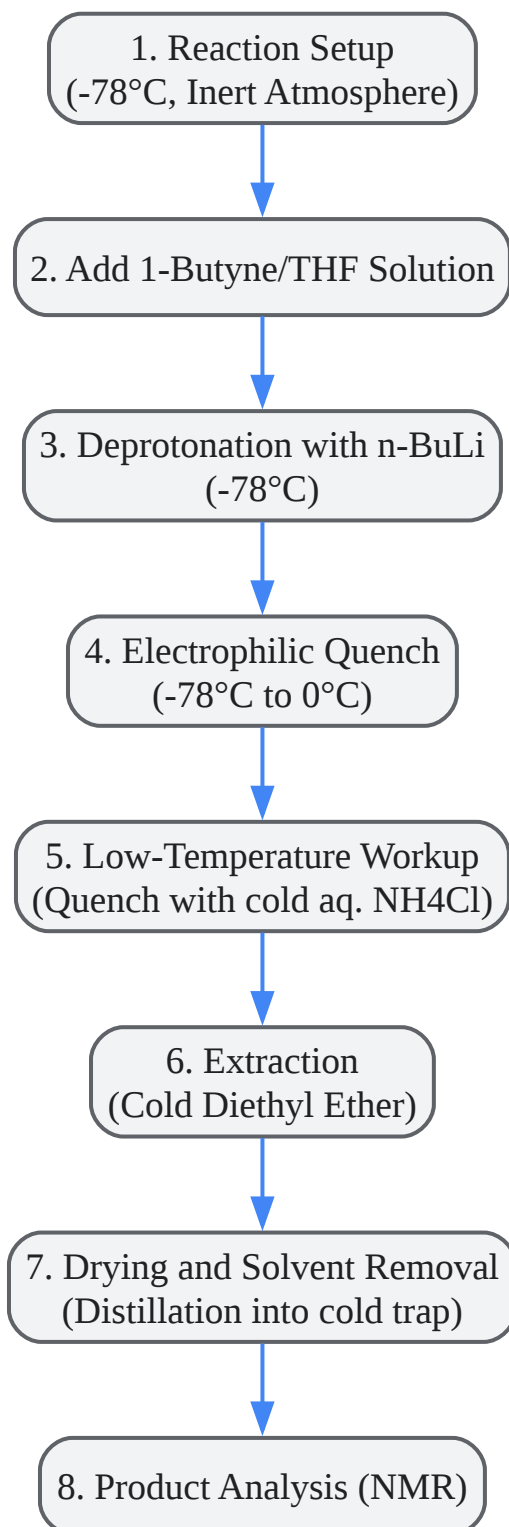 1. Reaction Setup
(-78°C, Inert Atmosphere)
2. Add 1-Butyne/THF Solution
3. Deprotonation with n-BuLi
(-78°C)
4. Electrophilic Quench
(-78°C to 0°C)
5. Low-Temperature Workup
(Quench with cold aq. NH4Cl)
6. Extraction
(Cold Diethyl Ether)
7. Drying and Solvent Removal
(Distillation into cold trap)
8. Product Analysis (NMR)